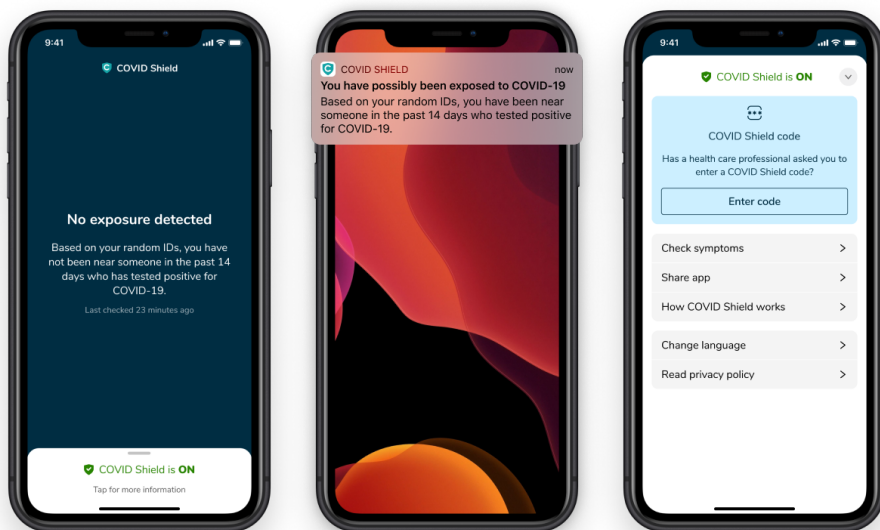 9:41
COVID Shield
No exposure detected
Based on your random IDs, you have
not been near someone in the past 14
days who has tested positive for
COVID-19.
Last checked 23 minutes ago
COVID Shield is ON
Tap for more information
COVID SHIELD now
You have possibly been exposed to COVID-19
Based on your random IDs, you have been near
someone in the past 14 days who tested positive
for COVID-19.
9:41
COVID Shield is ON
COVID Shield code
Has a health care professional asked you to
enter a COVID Shield code?
Enter code
Check symptoms
Share app
How COVID Shield works
Change language
Read privacy policy